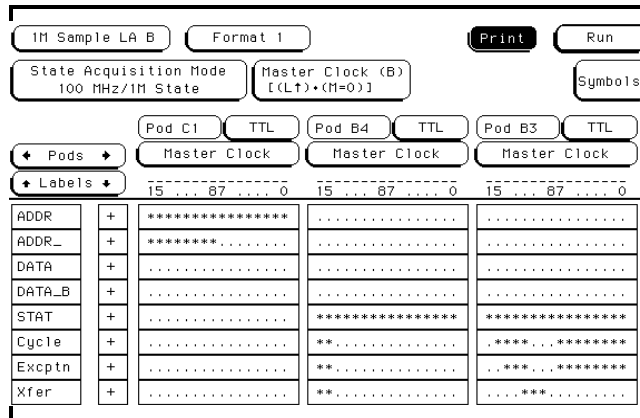 1M Sample LA B Format 1 Print Run
State Acquisition Mode
100 MHz/1M State
Master Clock (B)
[(L↑)•(M=0)]
Symbols
Pod C1 TTL Pod B4 TTL Pod B3 TTL
← Pods → Master Clock Master Clock Master Clock
↑ Labels ↓ 15 ... 87 .... 0 15 ... 87 .... 0 15 ... 87 .... 0
ADDR + **************** ................ ................
ADDR_ + ********........ ................ ................
DATA + ................ ................ ................
DATA_B + ................ ................ ................
STAT + ................ **************** ****************
Cycle + ................ **.............. .****...********
Excptn + ................ **.............. ..***...********
Xfer + ................ **.............. ....***.........